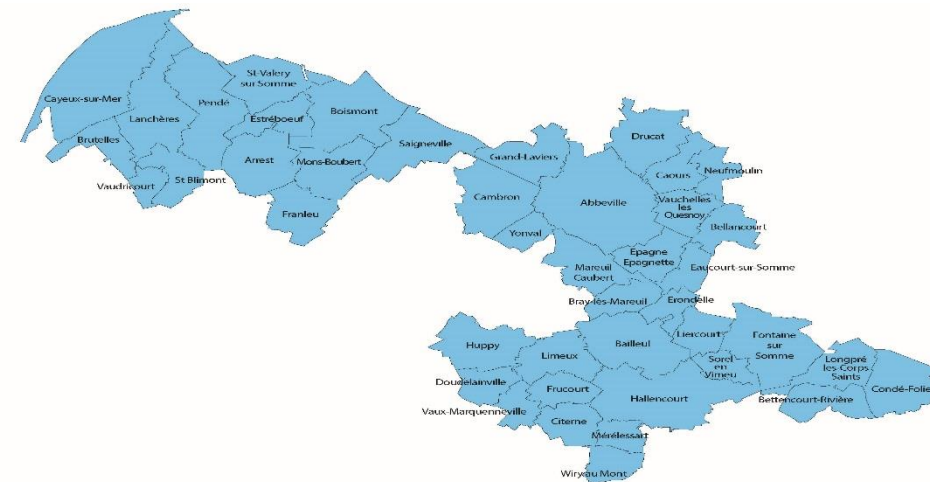 St-Valery
sur Somme
Cayeux-sur-Mer
Pendé
Lanchères
Estréboeuf
Boismont
Brutelles
Saigneville
Arrest
Mons-Boubert
Vaudricourt
St Blimont
Franleu
Drucat
Grand-Laviers
Neufmoulin
Caours
Cambron
Abbeville
Vauchelles
les
Quesnoy
Bellancourt
Yonval
Epagne
Epagnette
Mareuil
Caubert
Eaucourt-sur-Somme
Bray-lès-Mareuil
Erondelle
Huppy
Limeux
Bailleul
Liercourt
Fontaine
sur
Somme
Sorel
en
Vimeu
Longpré
les-Corps
Saints
Doudelainville
Frucourt
Hallencourt
Bettencourt-Rivière
Condé-Folie
Vaux-Marquenneville
Citerne
Mérélessart
Wiry au Mont